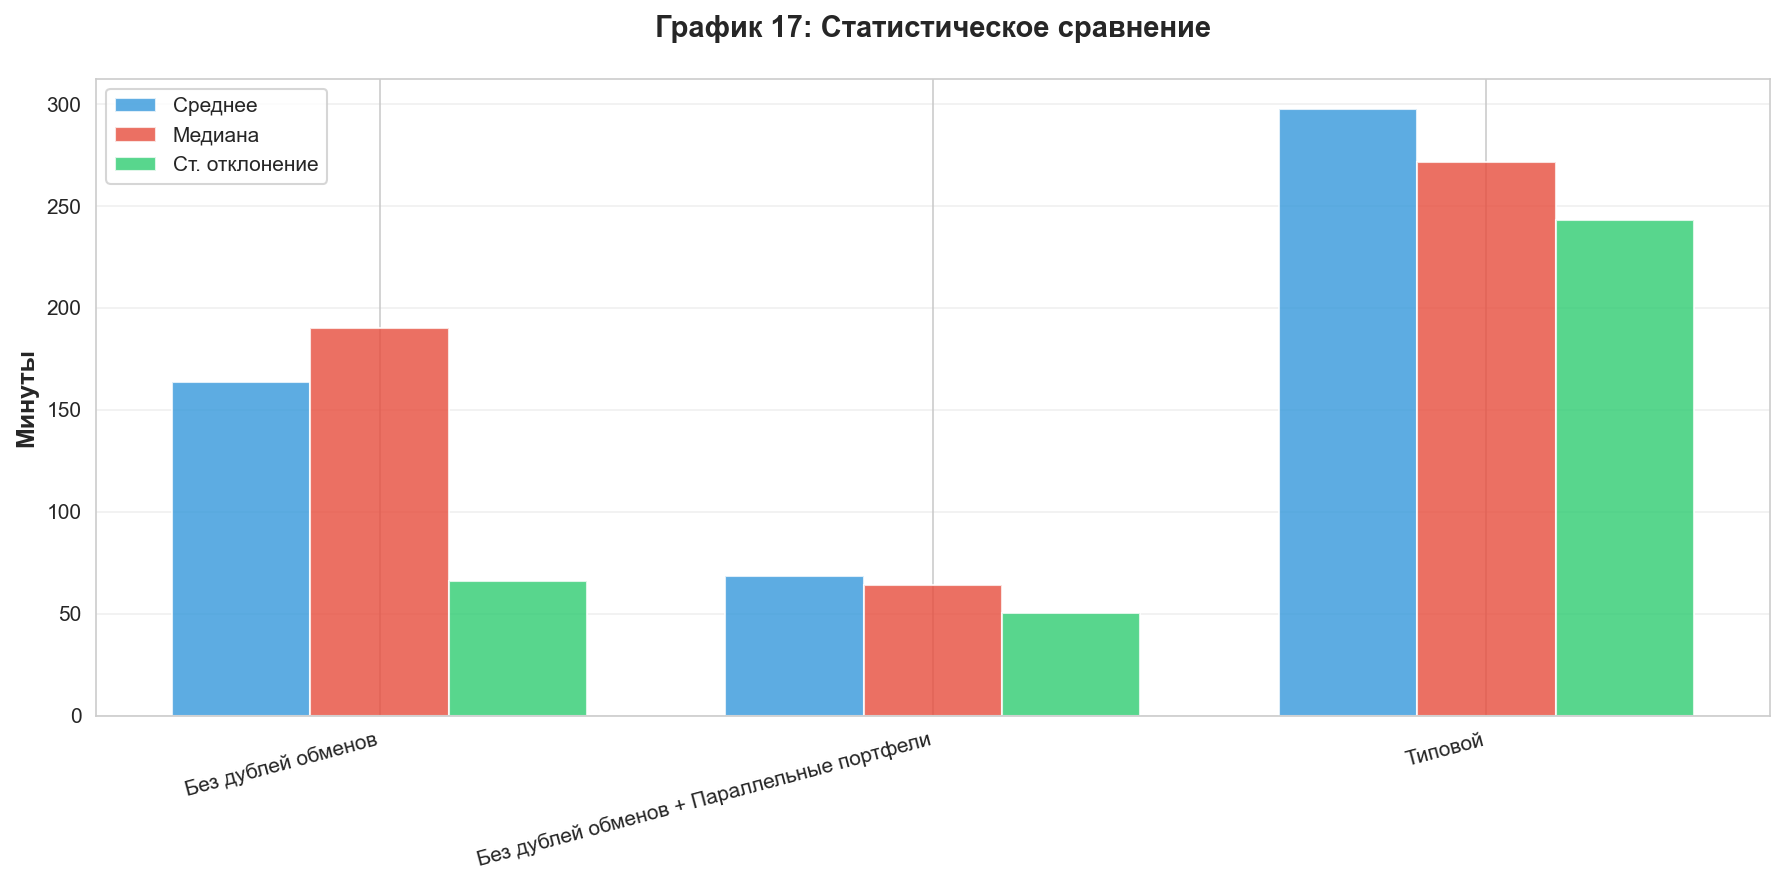 График 17: Статистическое сравнение
Среднее
Медиана
Ст. отклонение
Минуты
300
250
200
150
100
50
0
Без дублей обменов
Без дублей обменов + Параллельные портфели
Типовой